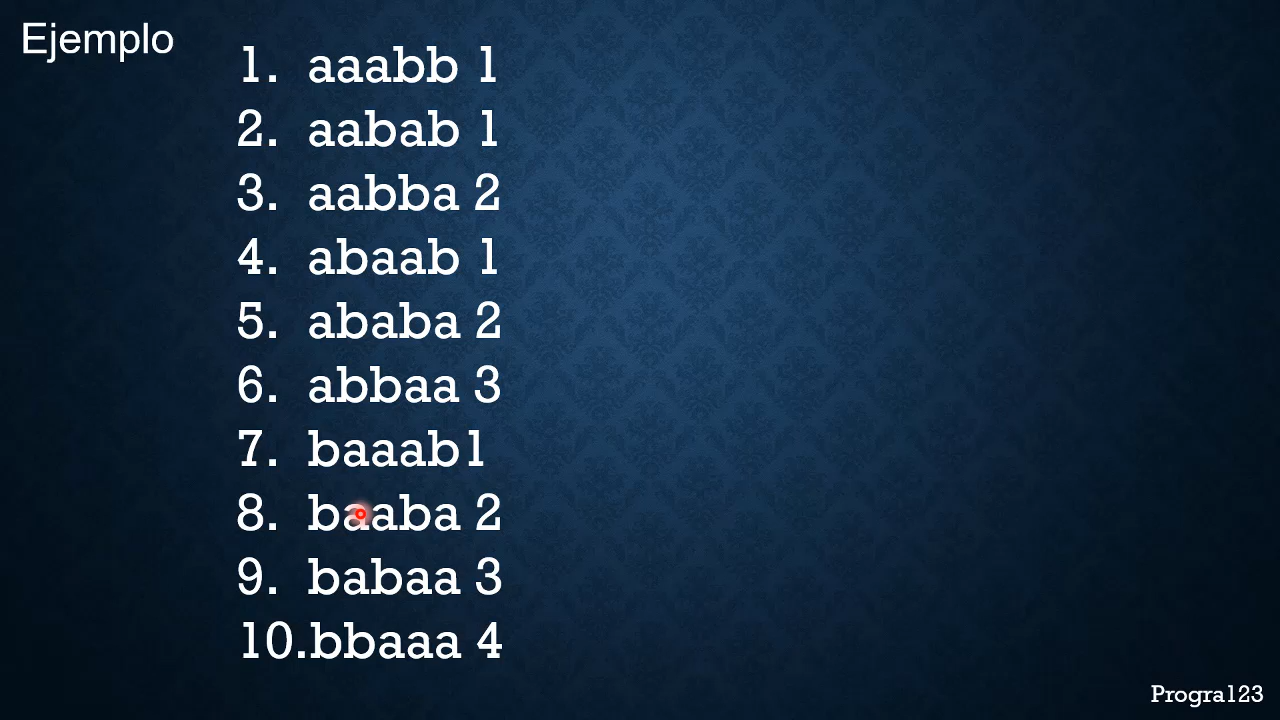 Ejemplo
1. aaabb 1
2. aabab 1
3. aabba 2
4. abaab 1
5. ababa 2
6. abbaa 3
7. baaab1
8. baaba 2
9. babaa 3
10.bbaaa 4
Progra123